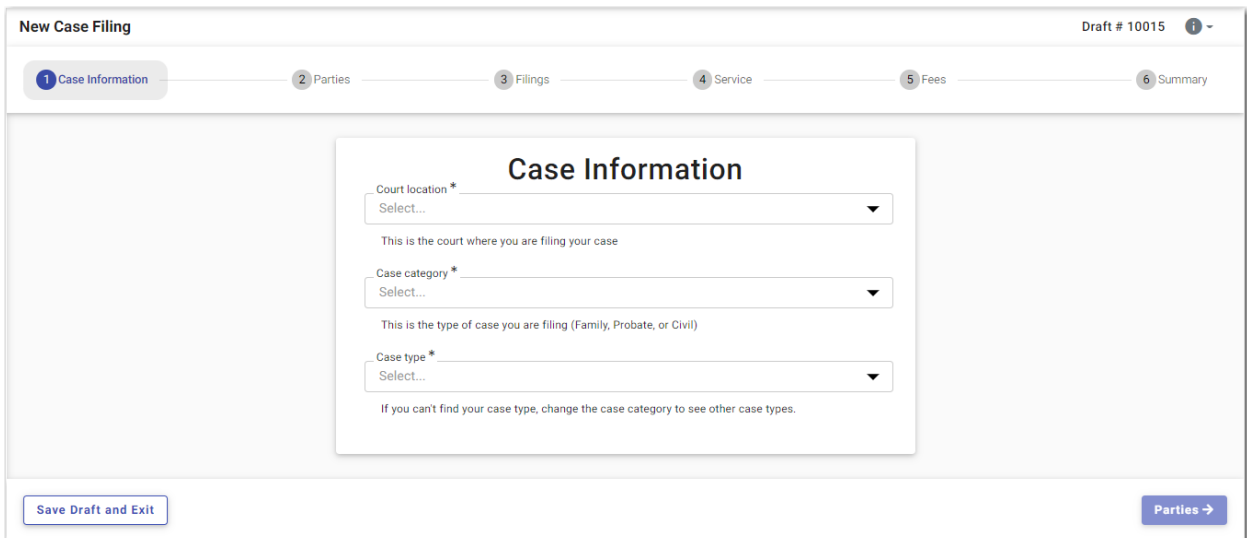 New Case Filing
Draft # 10015
1 Case Information
2 Parties
3 Filings
4 Service
5 Fees
6 Summary
Case Information
Court location *
Select...
This is the court where you are filing your case
Case category *
Select...
This is the type of case you are filing (Family, Probate, or Civil)
Case type *
Select...
If you can't find your case type, change the case category to see other case types.
Save Draft and Exit
Parties →